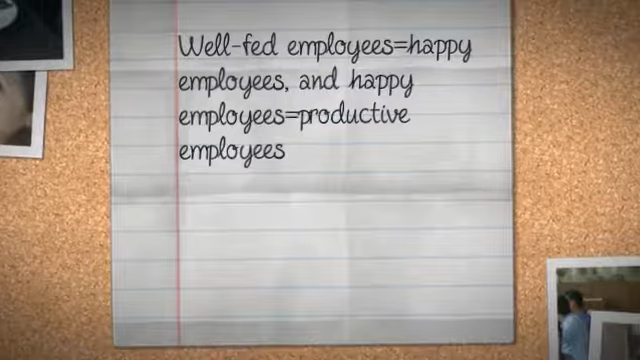 Well-fed employees=happy
employees, and happy
employees=productive
employees